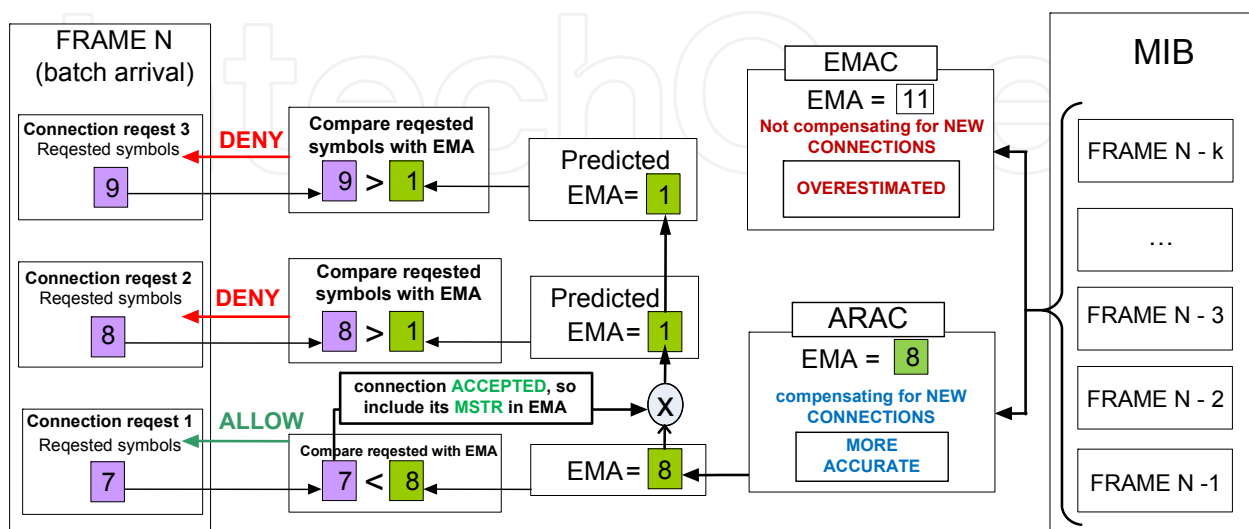 FRAME N
(batch arrival)
Connection reqest 3
Reqested symbols
9
DENY
Compare reqested
symbols with EMA
9 > 1
Predicted
EMA= 1
Connection reqest 2
Reqested symbols
8
DENY
Compare reqested
symbols with EMA
8 > 1
Predicted
EMA= 1
connection ACCEPTED, so
include its MSTR in EMA
X
Connection reqest 1
Reqested symbols
7
ALLOW
Compare reqested with EMA
7 < 8
EMA= 8
EMAC
EMA = 11
Not compensating for NEW
CONNECTIONS
OVERESTIMATED
ARAC
EMA = 8
compensating for NEW
CONNECTIONS
MORE
ACCURATE
MIB
FRAME N - k
...
FRAME N - 3
FRAME N - 2
FRAME N -1